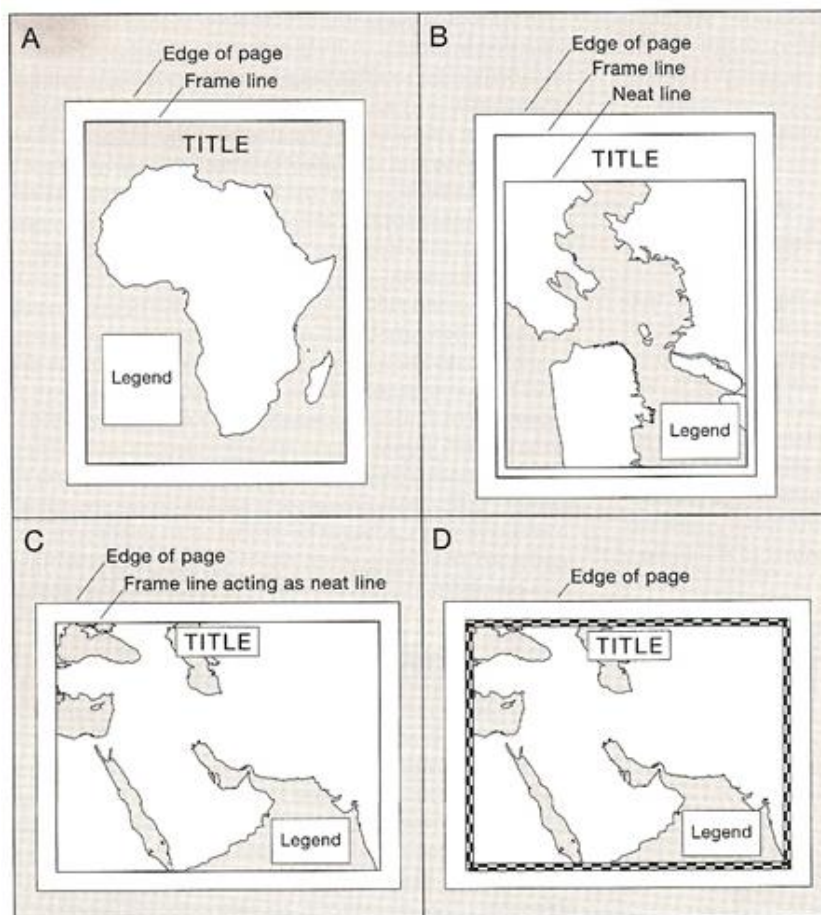 A
Edge of page
Frame line
TITLE
Legend
B
Edge of page
Frame line
Neat line
TITLE
Legend
C
Edge of page
Frame line acting as neat line
TITLE
Legend
D
Edge of page
TITLE
Legend